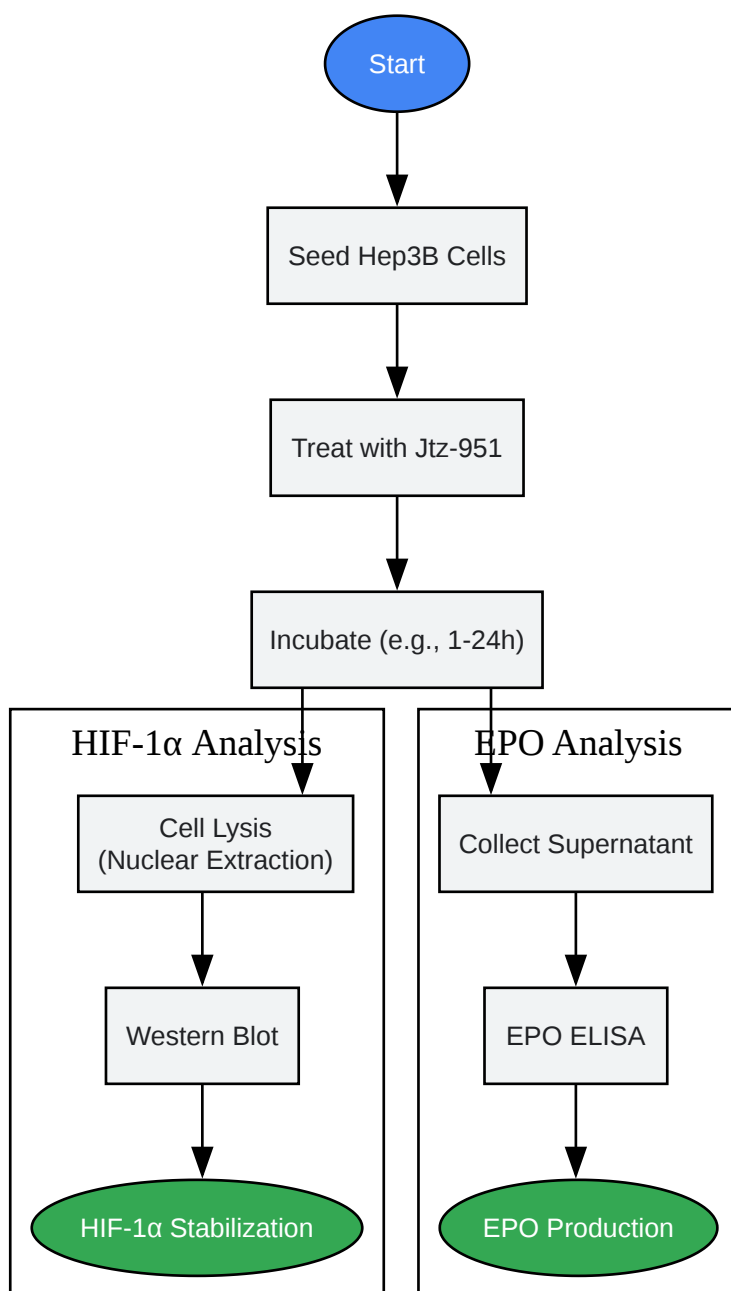 Start
Seed Hep3B Cells
Treat with Jtz-951
Incubate (e.g., 1-24h)
HIF-1α Analysis
Cell Lysis
(Nuclear Extraction)
Western Blot
HIF-1α Stabilization
EPO Analysis
Collect Supernatant
EPO ELISA
EPO Production